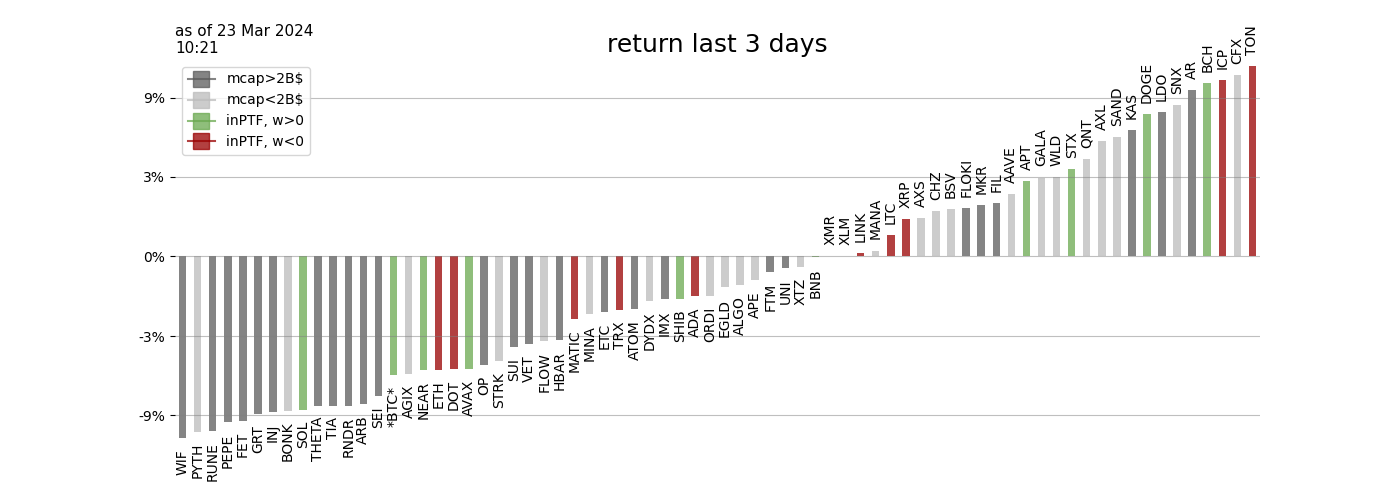 as of 23 Mar 2024
10:21
return last 3 days
mcap>2B$
mcap<2B$
inPTF, w>0
inPTF, w<0
9%
3%
0%
-3%
-9%
WIF
PYTH
RUNE
PEPE
FET
GRT
INJ
BONK
SOL
THETA
TIA
RNDR
ARB
SEI
*BTC*
AGIX
NEAR
ETH
DOT
AVAX
OP
STRK
SUI
VET
FLOW
HBAR
MATIC
MINA
ETC
TRX
ATOM
DYDX
IMX
SHIB
ADA
ORDI
EGLD
ALGO
APE
FTM
UNI
XTZ
BNB
XMR
XLM
LINK
MANA
LTC
XRP
AXS
CHZ
BSV
FLOKI
MKR
FIL
AAVE
APT
GALA
WLD
STX
QNT
AXL
SAND
KAS
DOGE
LDO
SNX
AR
BCH
ICP
CFX
TON